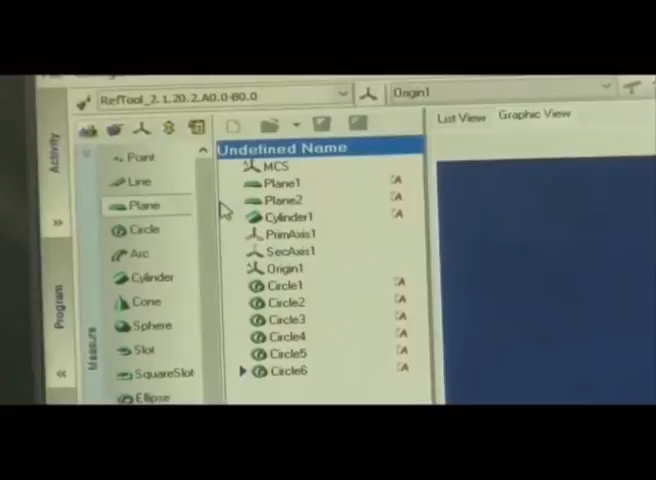 RefTool_2.1.20.2.A0.0-B0.0
Origin1
List View
Graphic View
Activity
Program
Measure
Point
Line
Plane
Circle
Arc
Cylinder
Cone
Sphere
Slot
SquareSlot
Ellipse
Undefined Name
MCS
Plane1
Plane2
Cylinder1
PrimAxis1
SecAxis1
Origin1
Circle1
Circle2
Circle3
Circle4
Circle5
Circle6